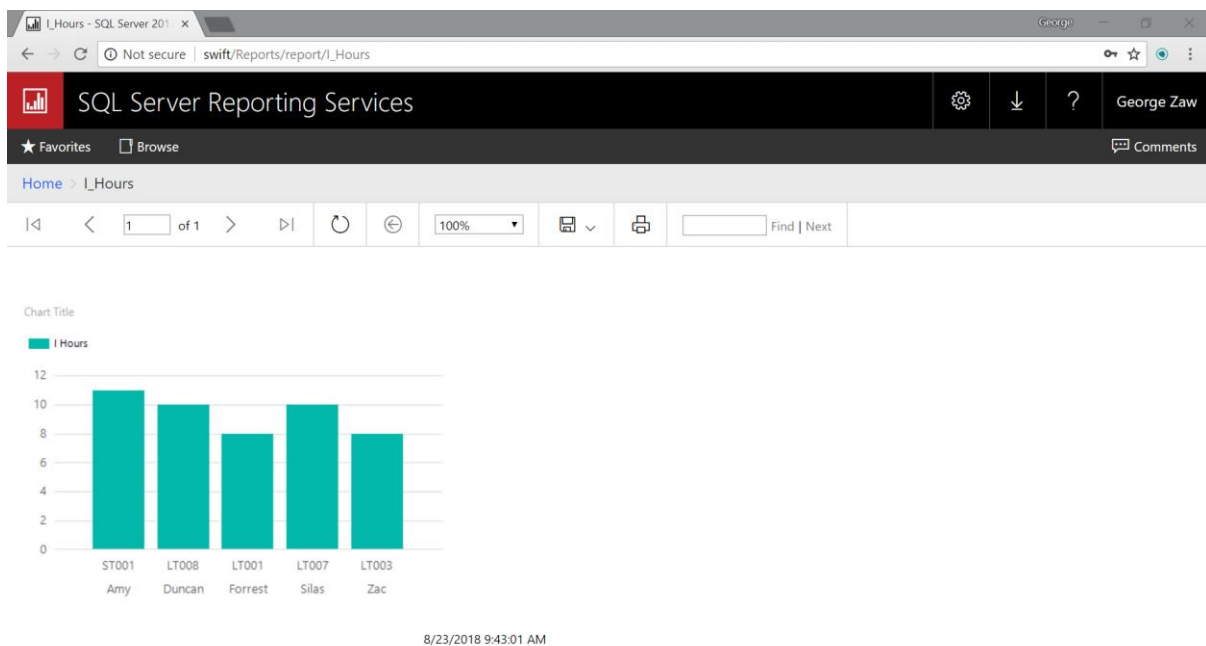 I_Hours - SQL Server 201
George
Not secure | swift/Reports/report/I_Hours
SQL Server Reporting Services
George Zaw
Favorites Browse Comments
Home > I_Hours
1 of 1 100% Find | Next
Chart Title
I Hours
12
10
8
6
4
2
0
ST001 LT008 LT001 LT007 LT003
Amy Duncan Forrest Silas Zac
8/23/2018 9:43:01 AM